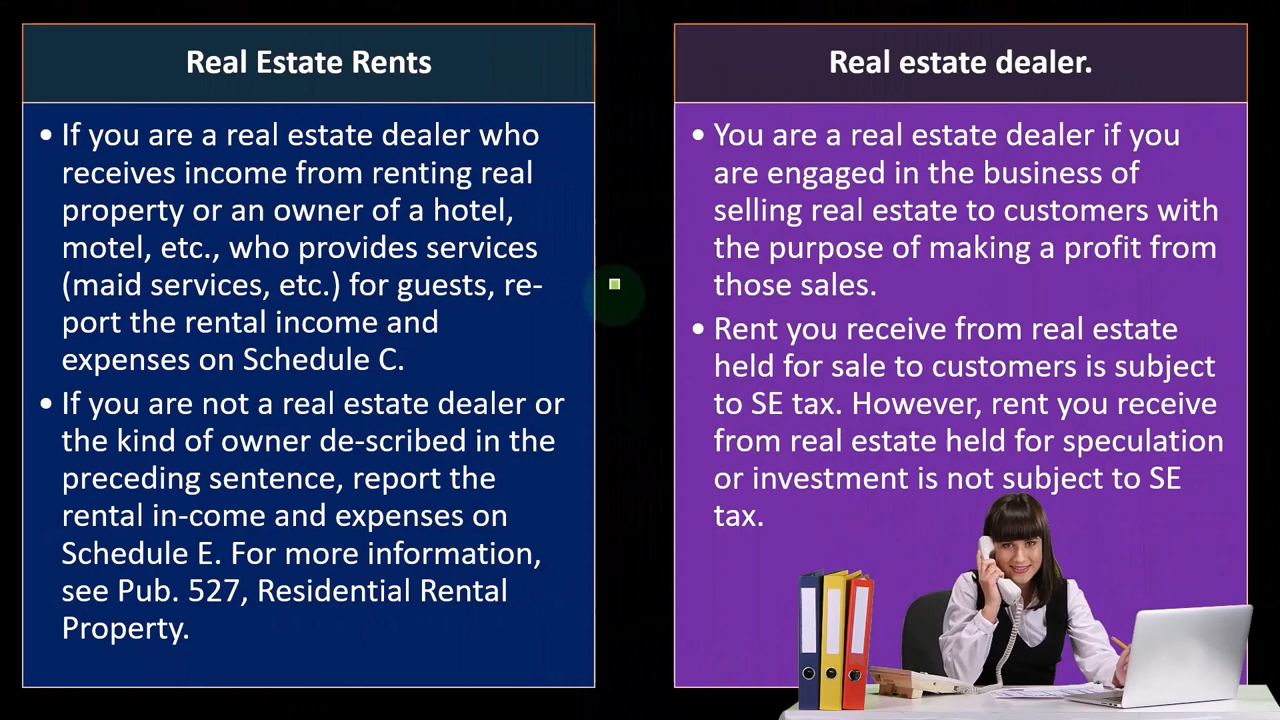 Real Estate Rents
• If you are a real estate dealer who
receives income from renting real
property or an owner of a hotel,
motel, etc., who provides services
(maid services, etc.) for guests, re-
port the rental income and
expenses on Schedule C.
• If you are not a real estate dealer or
the kind of owner de-scribed in the
preceding sentence, report the
rental in-come and expenses on
Schedule E. For more information,
see Pub. 527, Residential Rental
Property.
Real estate dealer.
• You are a real estate dealer if you
are engaged in the business of
selling real estate to customers with
the purpose of making a profit from
those sales.
• Rent you receive from real estate
held for sale to customers is subject
to SE tax. However, rent you receive
from real estate held for speculation
or investment is not subject to SE
tax.